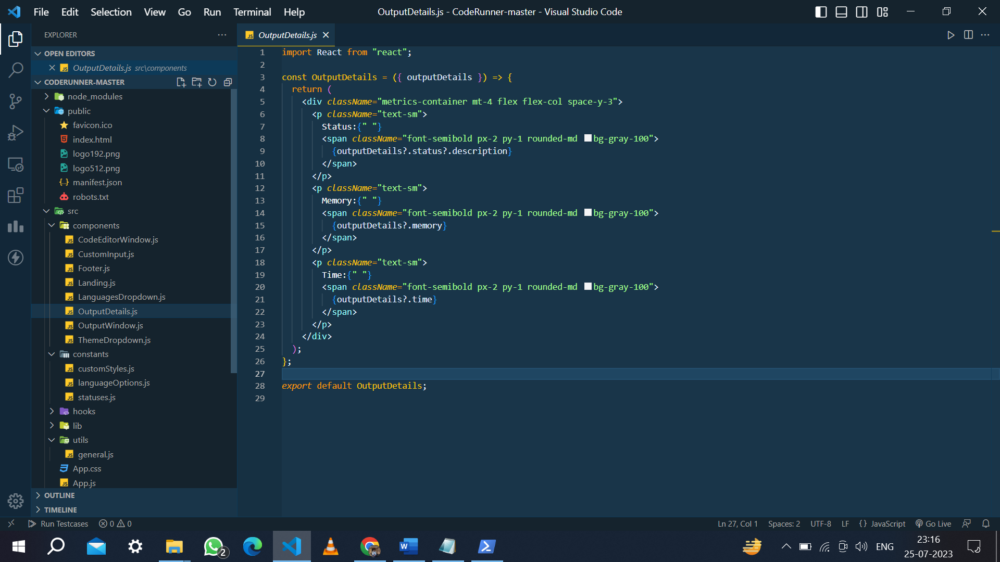 File Edit Selection View Go Run Terminal Help
OutputDetails.js - CodeRunner-master - Visual Studio Code
EXPLORER
OPEN EDITORS
OutputDetails.js src\components
CODERUNNER-MASTER
node_modules
public
favicon.ico
index.html
logo192.png
logo512.png
manifest.json
robots.txt
src
components
CodeEditorWindow.js
CustomInput.js
Footer.js
Landing.js
LanguagesDropdown.js
OutputDetails.js
OutputWindow.js
ThemeDropdown.js
constants
customStyles.js
languageOptions.js
statuses.js
hooks
lib
utils
general.js
App.css
App.js
OUTLINE
TIMELINE
OutputDetails.js
1 import React from "react";
2
3 const OutputDetails = ({ outputDetails }) => {
4 return (
5 <div className="metrics-container mt-4 flex flex-col space-y-3">
6 <p className="text-sm">
7 Status:{" "}
8 <span className="font-semibold px-2 py-1 rounded-md bg-gray-100">
9 {outputDetails?.status?.description}
10 </span>
11 </p>
12 <p className="text-sm">
13 Memory:{" "}
14 <span className="font-semibold px-2 py-1 rounded-md bg-gray-100">
15 {outputDetails?.memory}
16 </span>
17 </p>
18 <p className="text-sm">
19 Time:{" "}
20 <span className="font-semibold px-2 py-1 rounded-md bg-gray-100">
21 {outputDetails?.time}
22 </span>
23 </p>
24 </div>
25 );
26 };
27
28 export default OutputDetails;
29
Run Testcases 0 0
Ln 27, Col 1 Spaces: 2 UTF-8 LF {} JavaScript Go Live
2
ENG
23:16
25-07-2023